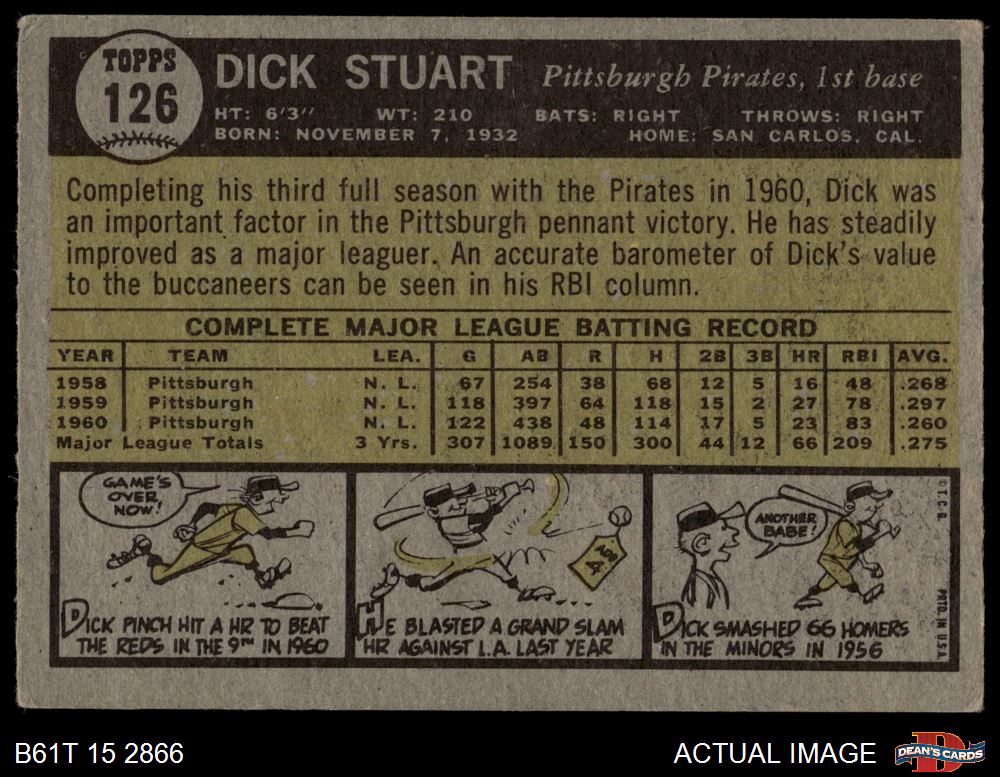 TOPPS
126
DICK STUART Pittsburgh Pirates, 1st base
HT: 6'3" WT: 210 BATS: RIGHT THROWS: RIGHT
BORN: NOVEMBER 7, 1932 HOME: SAN CARLOS, CAL.
Completing his third full season with the Pirates in 1960, Dick was
an important factor in the Pittsburgh pennant victory. He has steadily
improved as a major leaguer. An accurate barometer of Dick's value
to the buccaneers can be seen in his RBI column.
COMPLETE MAJOR LEAGUE BATTING RECORD
YEAR TEAM LEA. G AB R H 2B 3B HR RBI AVG.
1958 Pittsburgh N. L. 67 254 38 68 12 5 16 48 .268
1959 Pittsburgh N. L. 118 397 64 118 15 2 27 78 .297
1960 Pittsburgh N. L. 122 438 48 114 17 5 23 83 .260
Major League Totals 3 Yrs. 307 1089 150 300 44 12 66 209 .275
GAME'S
OVER,
NOW!
DICK PINCH HIT A HR TO BEAT
THE REDS IN THE 9TH IN 1960
ADD
4
HE BLASTED A GRAND SLAM
HR AGAINST L.A. LAST YEAR
ANOTHER
BABE!
DICK SMASHED 66 HOMERS
IN THE MINORS IN 1956
© T.C.G. PRTD. IN U.S.A.
B61T 15 2866 ACTUAL IMAGE
DEAN'S CARDS